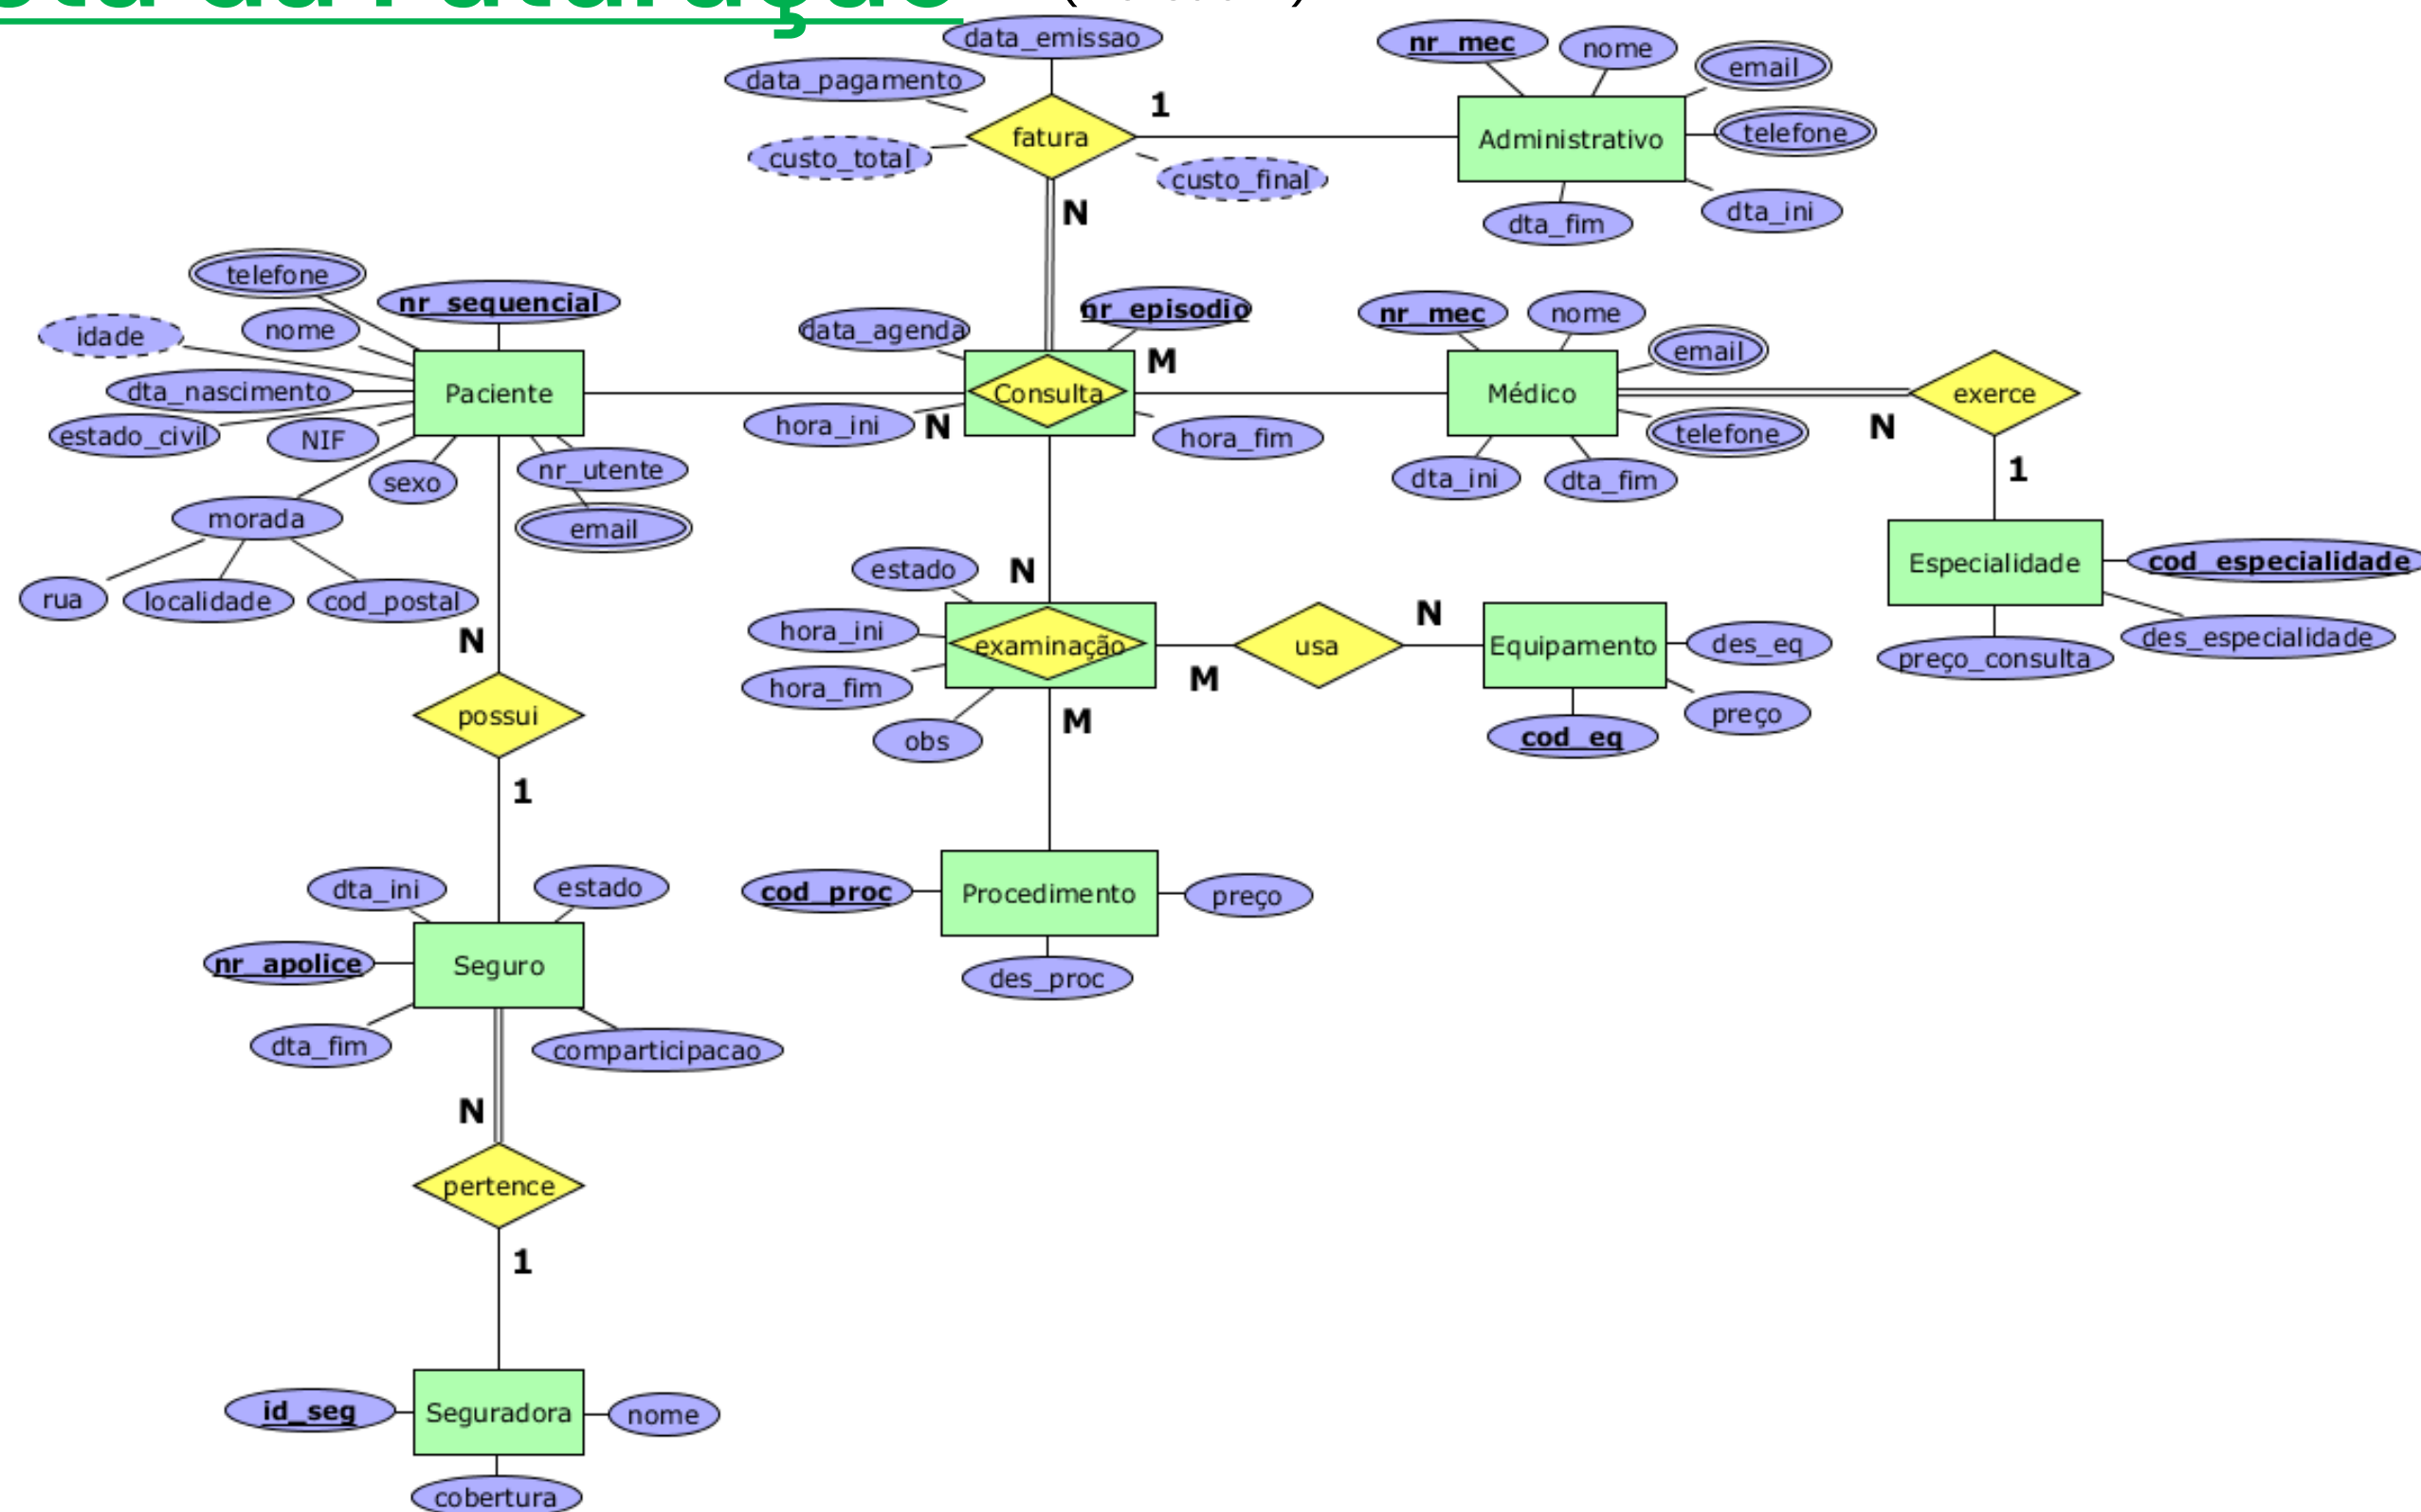 data_emissao
nr_mec
nome
email
data_pagamento
1
fatura
Administrativo
telefone
custo_total
custo_final
N
dta_fim
dta_ini
telefone
nr_sequencial
idade
nome
data_agenda
nr_episodio
nr_mec
nome
email
M
dta_nascimento
Paciente
Consulta
Médico
exerce
estado_civil
NIF
hora_ini
N
hora_fim
telefone
N
sexo
nr_utente
dta_ini
dta_fim
1
morada
email
estado
N
Especialidade
cod_especialidade
rua
localidade
cod_postal
hora_ini
N
des_especialidade
N
examinação
usa
Equipamento
des_eq
preço_consulta
hora_fim
M
possui
obs
M
cod_eq
preço
1
dta_ini
estado
cod_proc
Procedimento
preço
nr_apolice
Seguro
des_proc
dta_fim
comparticipacao
N
pertence
1
id_seg
Seguradora
nome
cobertura